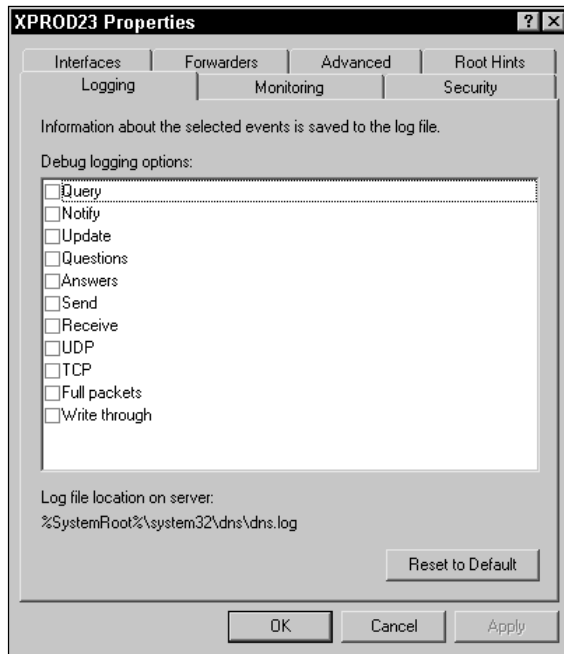 XPROD23 Properties
Interfaces Forwarders Advanced Root Hints
Logging Monitoring Security
Information about the selected events is saved to the log file.
Debug logging options:
Query
Notify
Update
Questions
Answers
Send
Receive
UDP
TCP
Full packets
Write through
Log file location on server:
%SystemRoot%\system32\dns\dns.log
Reset to Default
OK Cancel Apply